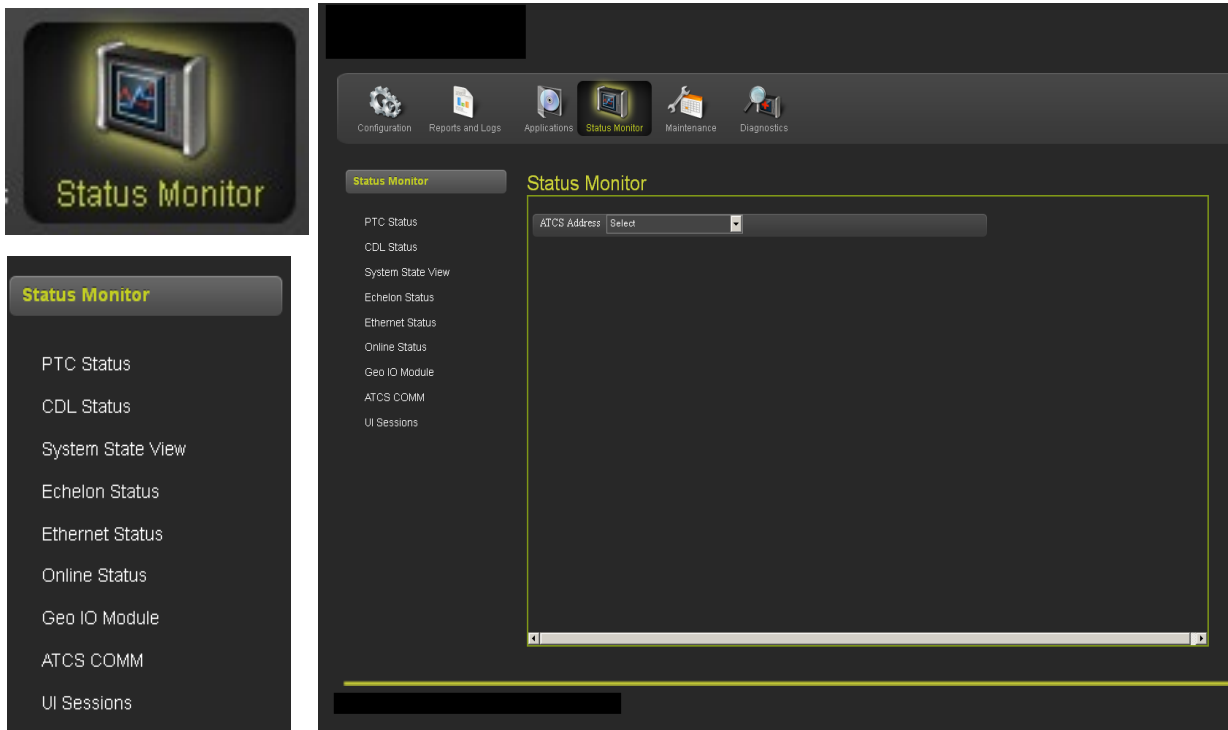 Status Monitor
Status Monitor
PTC Status
CDL Status
System State View
Echelon Status
Ethernet Status
Online Status
Geo IO Module
ATCS COMM
UI Sessions
Configuration Reports and Logs Applications Status Monitor Maintenance Diagnostics
Status Monitor
PTC Status
CDL Status
System State View
Echelon Status
Ethernet Status
Online Status
Geo IO Module
ATCS COMM
UI Sessions
Status Monitor
ATCS Address Select